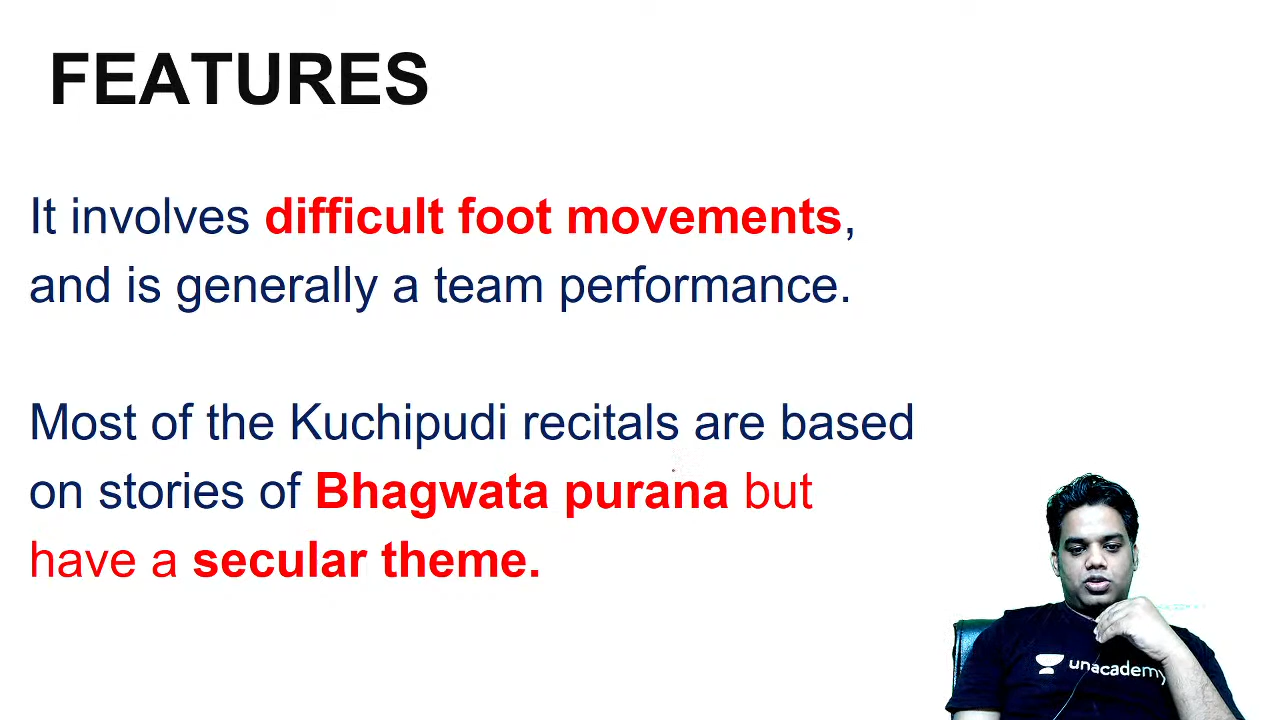 FEATURES
It involves difficult foot movements,
and is generally a team performance.
Most of the Kuchipudi recitals are based
on stories of Bhagwata purana but
have a secular theme.
unacademy